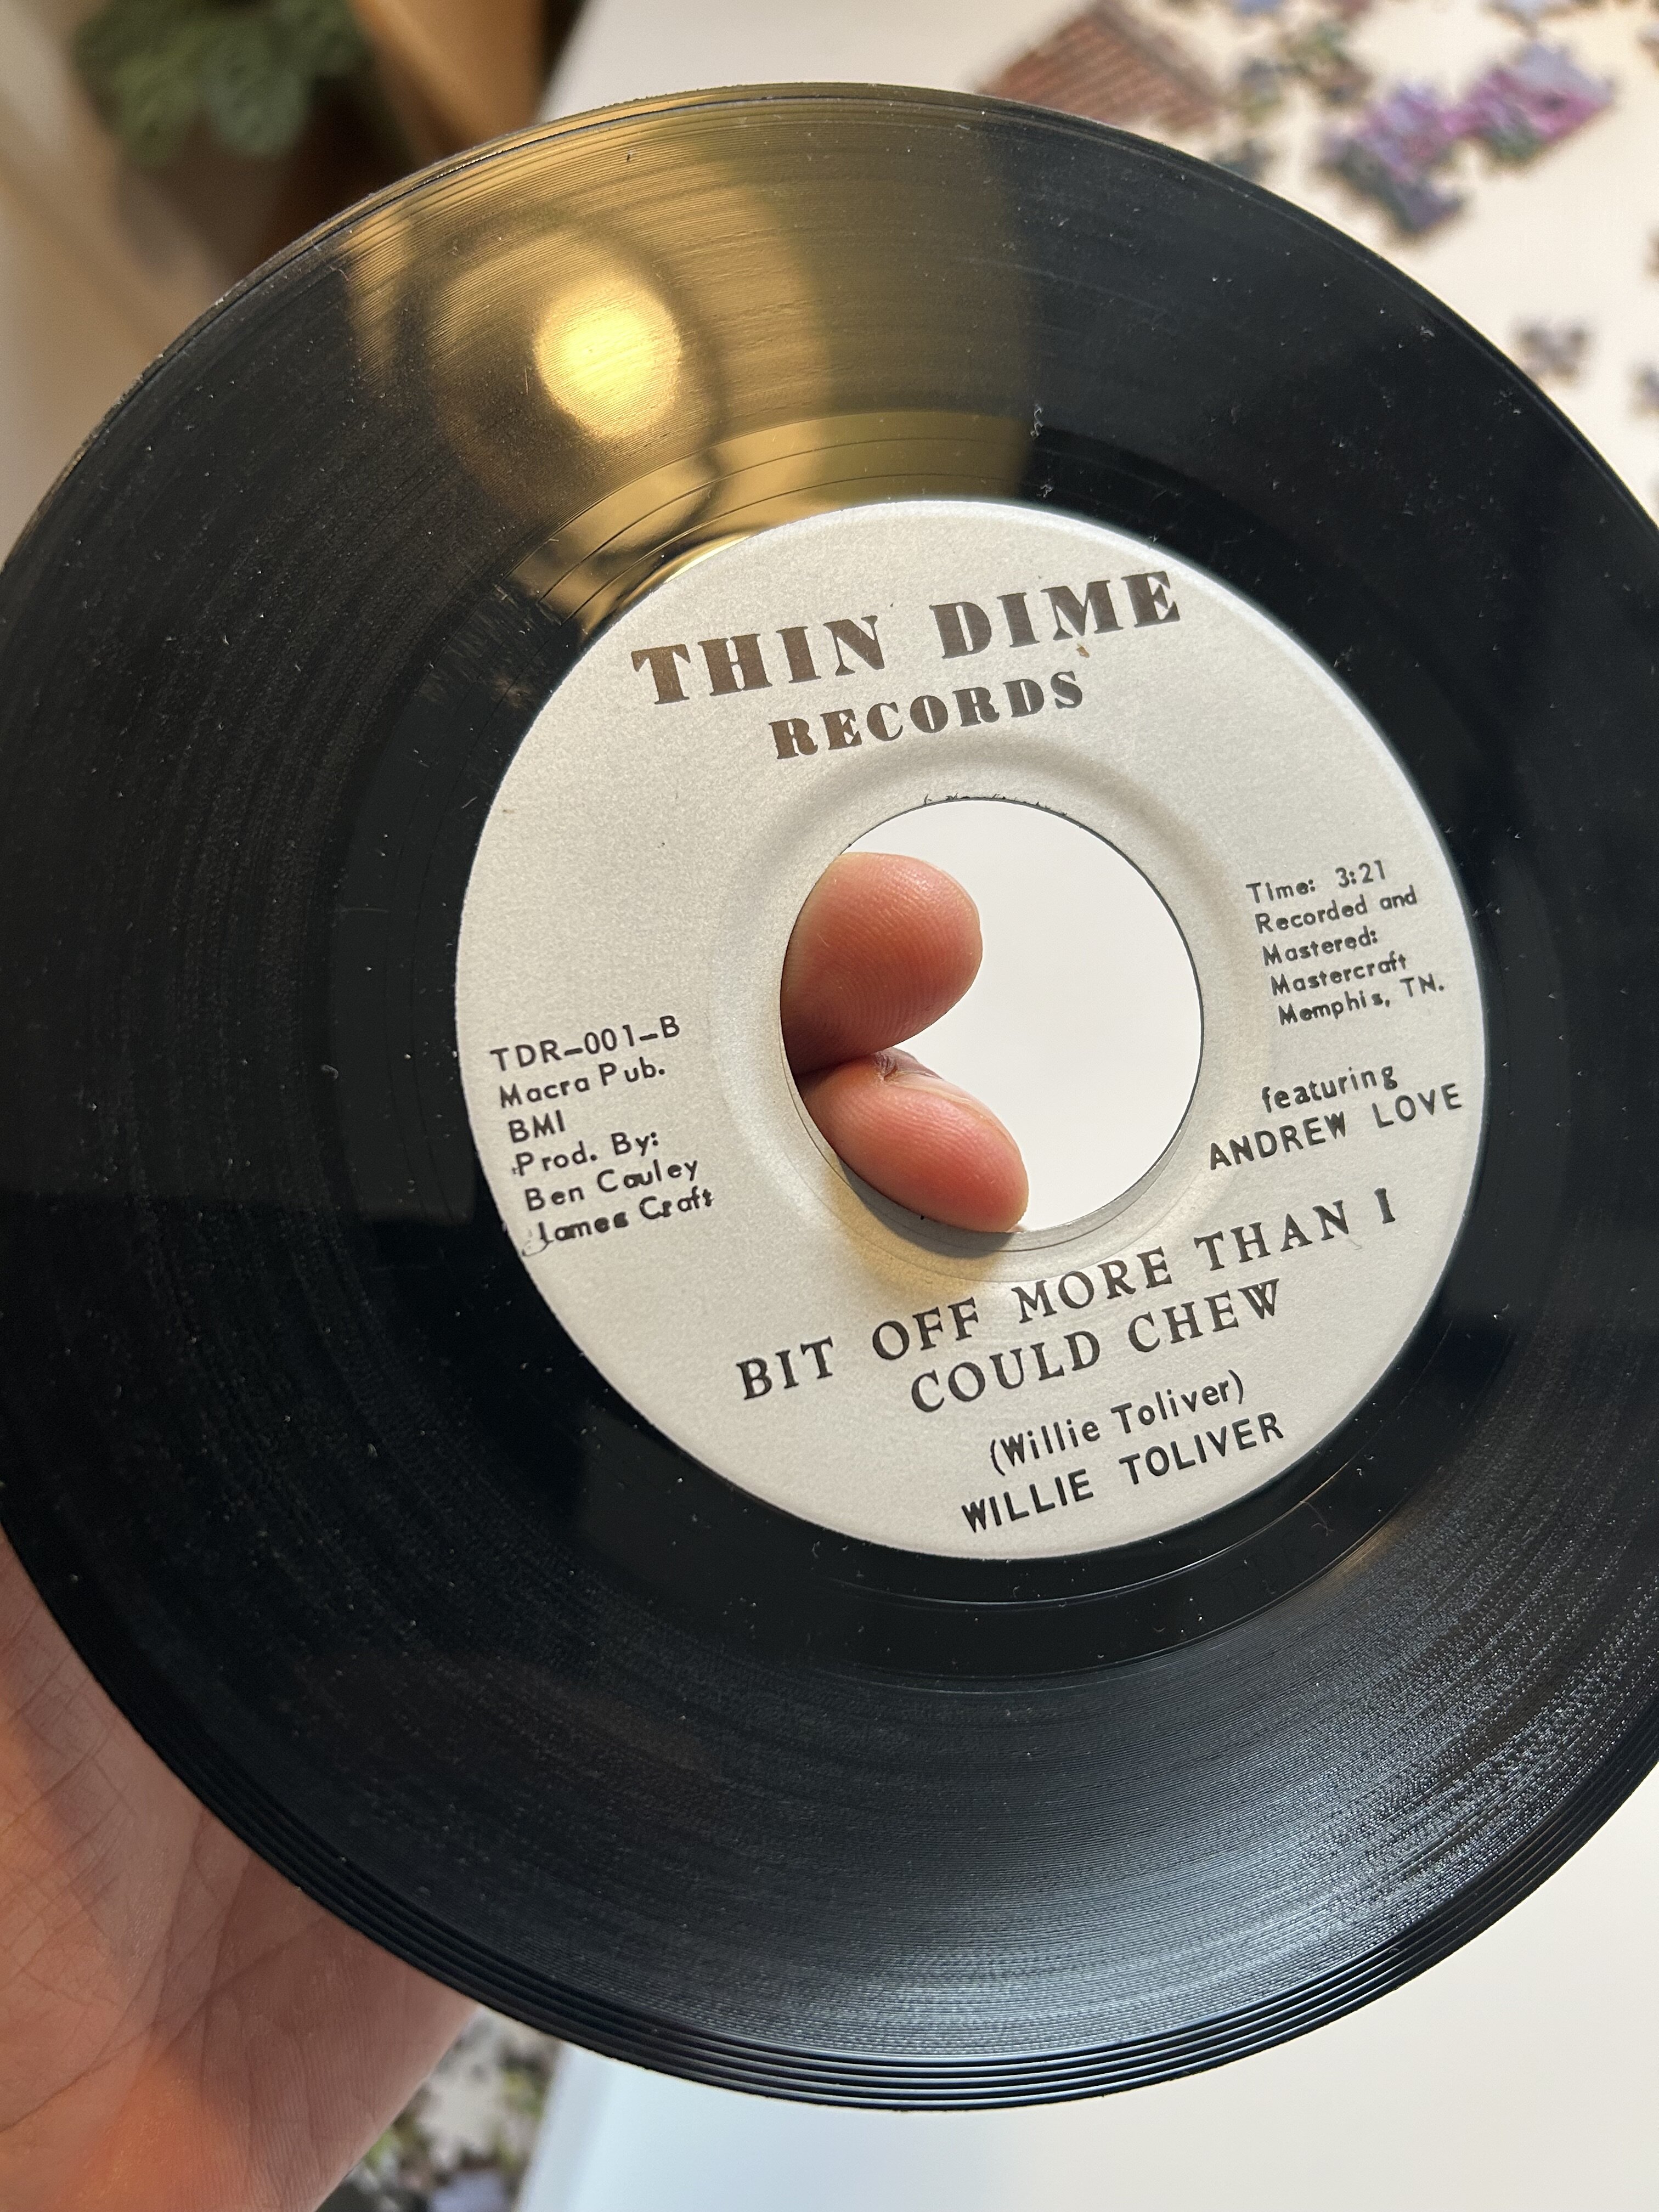 THIN DIME
RECORDS
Time: 3:21
Recorded and
Mastered:
Mastercraft
Memphis, TN.
TDR-001-B
Macra Pub.
BMI
Prod. By:
Ben Cauley
James Craft
featuring
ANDREW LOVE
BIT OFF MORE THAN I
COULD CHEW
(Willie Toliver)
WILLIE TOLIVER